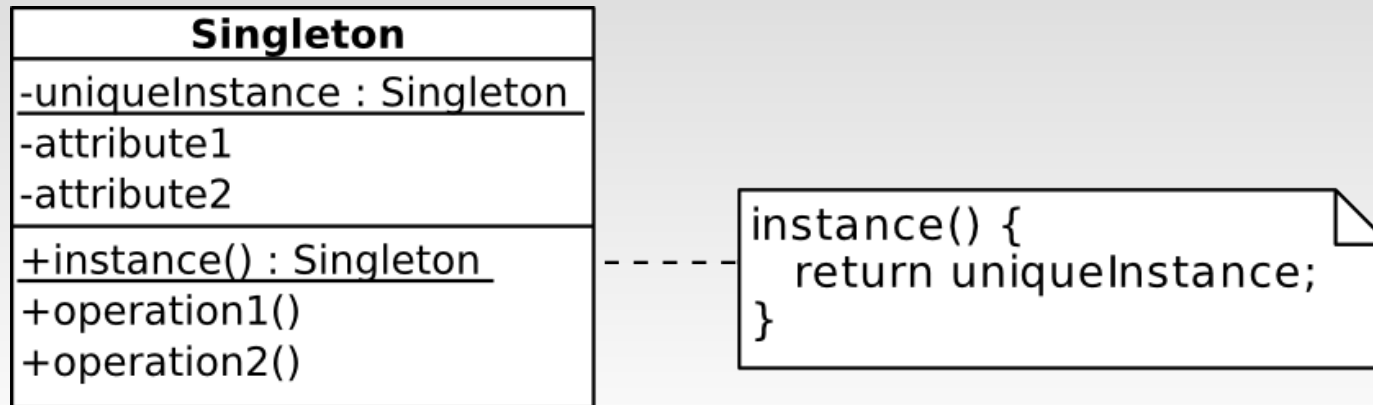 Singleton
-uniqueInstance : Singleton
-attribute1
-attribute2
+instance() : Singleton
+operation1()
+operation2()
instance() {
return uniqueInstance;
}